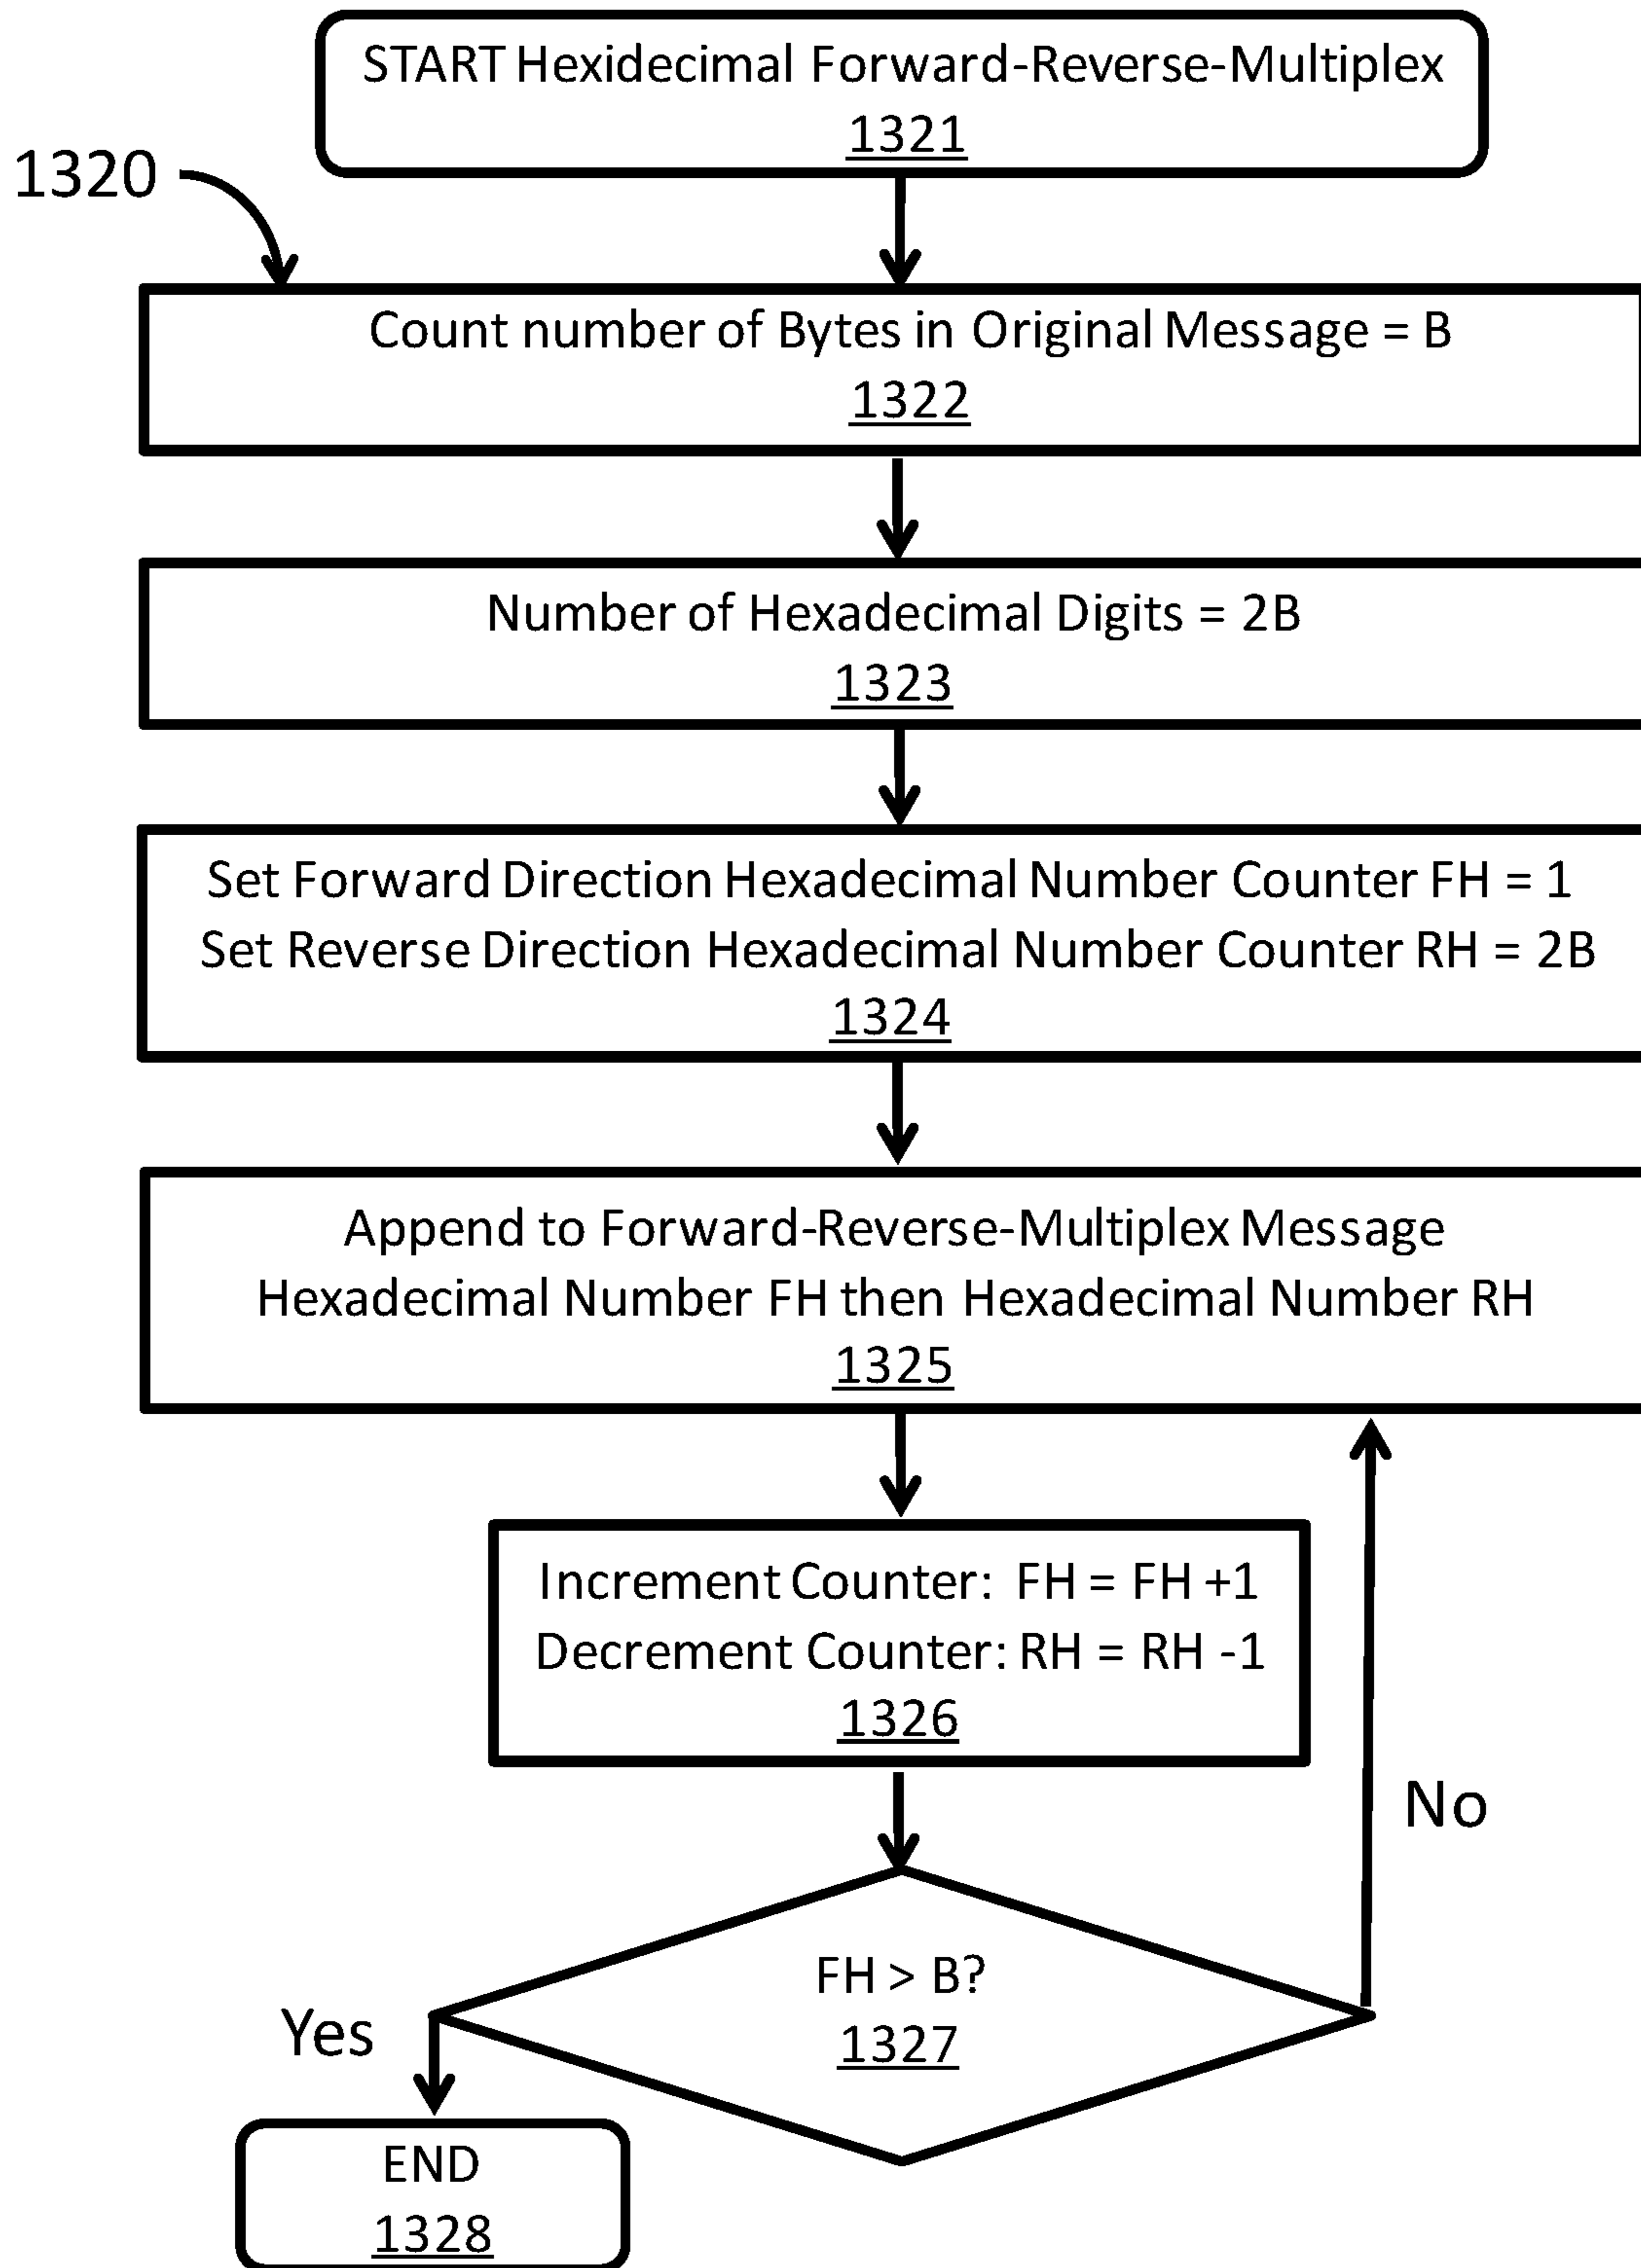 START Hexidecimal Forward-Reverse-Multiplex
1321
1320
Count number of Bytes in Original Message = B
1322
Number of Hexadecimal Digits = 2B
1323
Set Forward Direction Hexadecimal Number Counter FH = 1
Set Reverse Direction Hexadecimal Number Counter RH = 2B
1324
Append to Forward-Reverse-Multiplex Message
Hexadecimal Number FH then Hexadecimal Number RH
1325
Increment Counter: FH = FH +1
Decrement Counter: RH = RH -1
1326
No
FH > B?
1327
Yes
END
1328